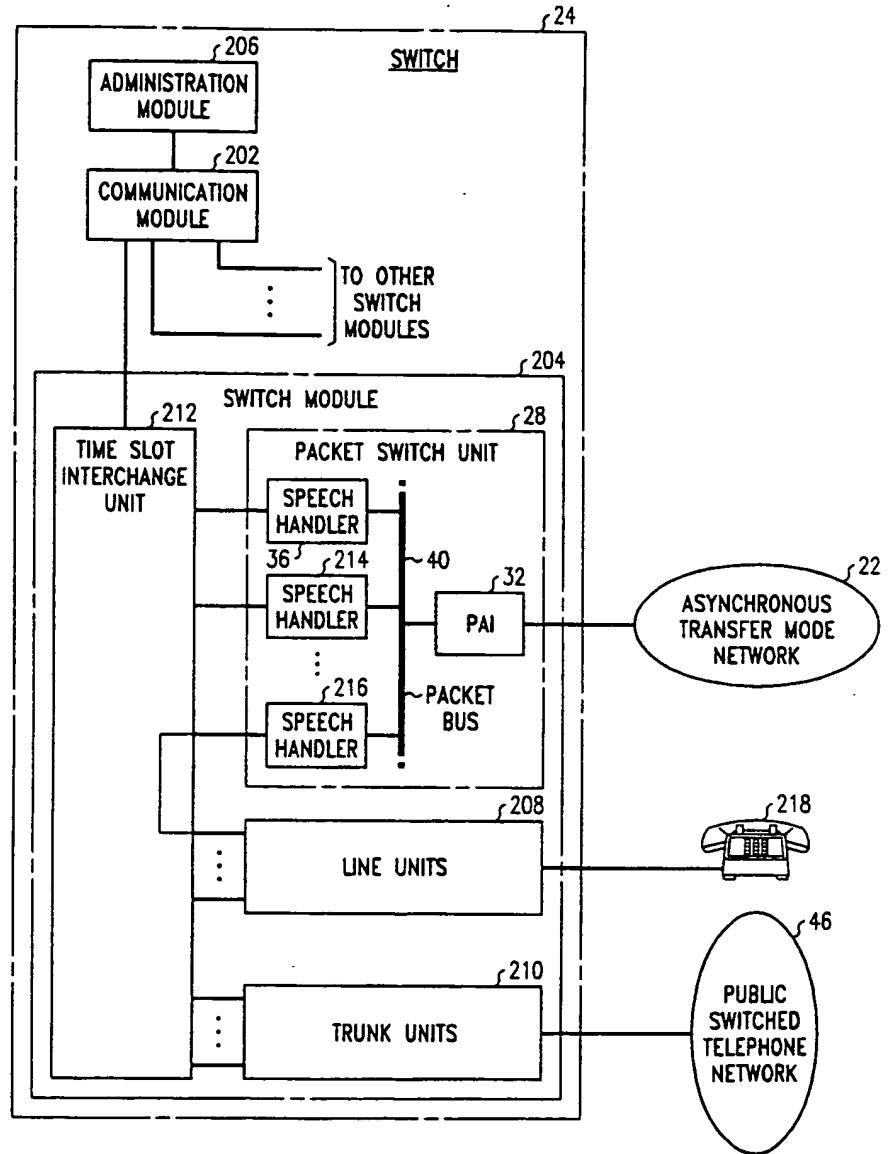 24
SWITCH
206
ADMINISTRATION
MODULE
202
COMMUNICATION
MODULE
TO OTHER
SWITCH
MODULES
204
SWITCH MODULE
212
TIME SLOT
INTERCHANGE
UNIT
28
PACKET SWITCH UNIT
SPEECH
HANDLER
36
214
SPEECH
HANDLER
216
SPEECH
HANDLER
40
32
PAI
PACKET
BUS
22
ASYNCHRONOUS
TRANSFER MODE
NETWORK
208
LINE UNITS
218
210
TRUNK UNITS
46
PUBLIC
SWITCHED
TELEPHONE
NETWORK